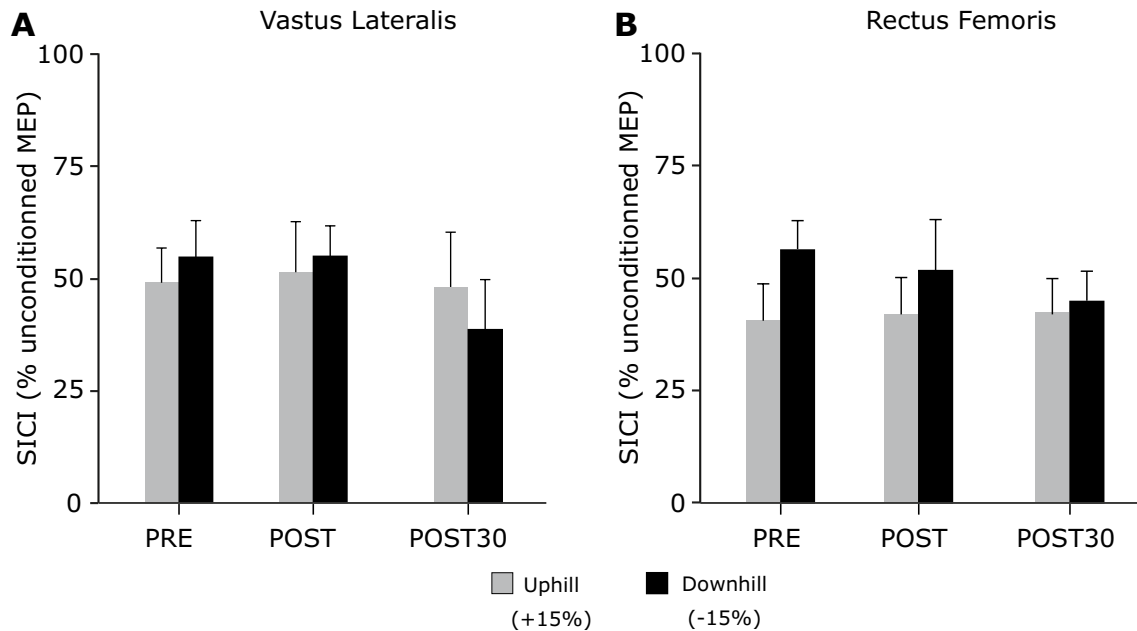 A
Vastus Lateralis
SICI (% unconditionned MEP)
100
75
50
25
0
PRE
POST
POST30
B
Rectus Femoris
SICI (% unconditionned MEP)
100
75
50
25
0
PRE
POST
POST30
Uphill
(+15%)
Downhill
(-15%)